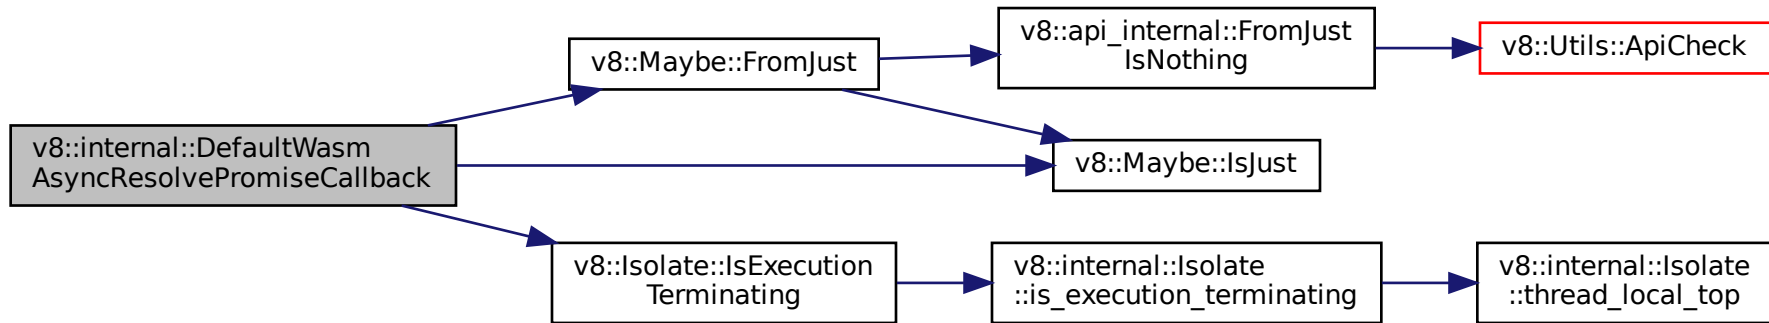 v8::internal::DefaultWasm
AsyncResolvePromiseCallback
v8::Maybe::FromJust
v8::api_internal::FromJust
IsNothing
v8::Utils::ApiCheck
v8::Maybe::IsJust
v8::Isolate::IsExecution
Terminating
v8::internal::Isolate
::is_execution_terminating
v8::internal::Isolate
::thread_local_top